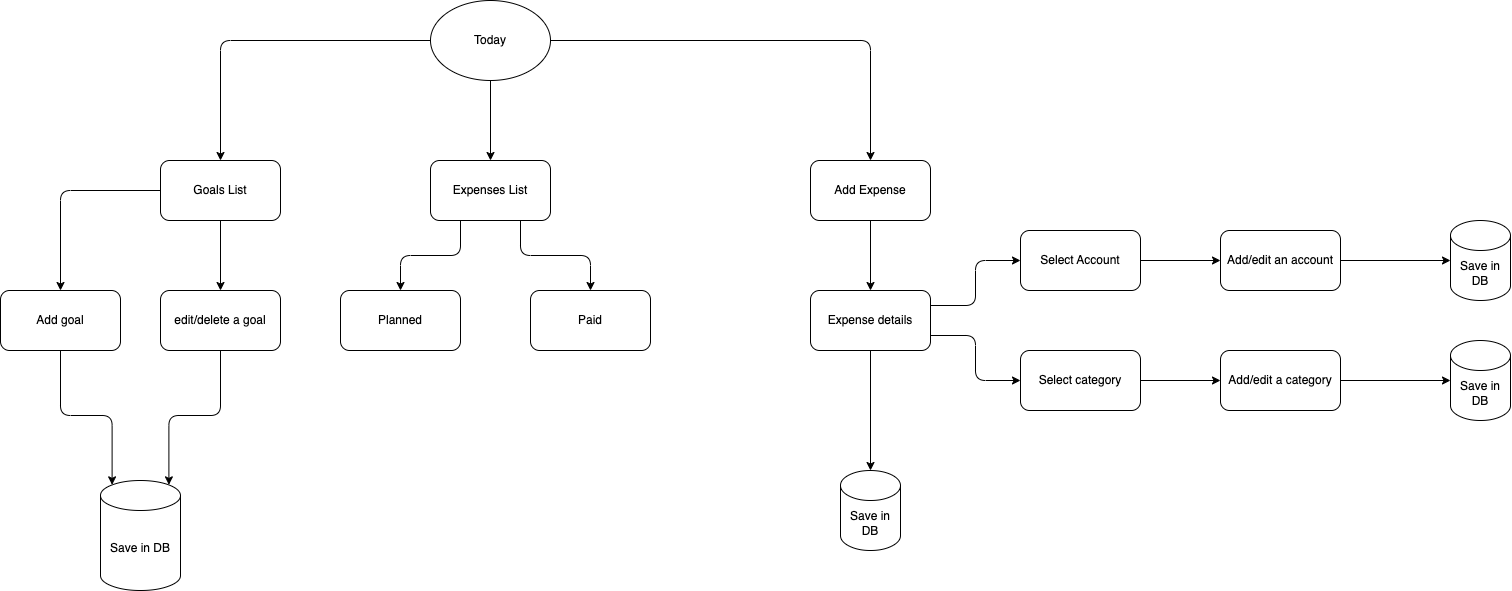 Today
Goals List
Expenses List
Add Expense
Select Account
Add/edit an account
Save in
DB
Add goal
edit/delete a goal
Planned
Paid
Expense details
Select category
Add/edit a category
Save in
DB
Save in
DB
Save in DB